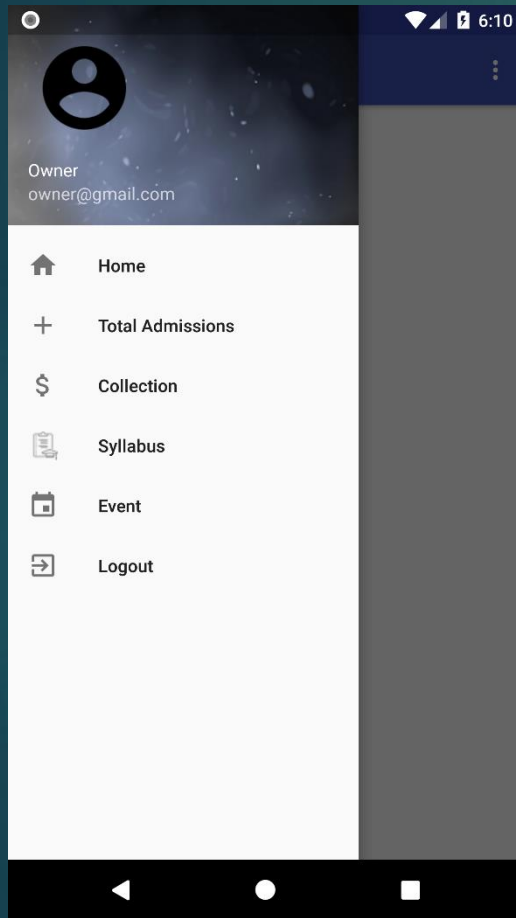 6:10
Owner
owner@gmail.com
Home
Total Admissions
Collection
Syllabus
Event
Logout